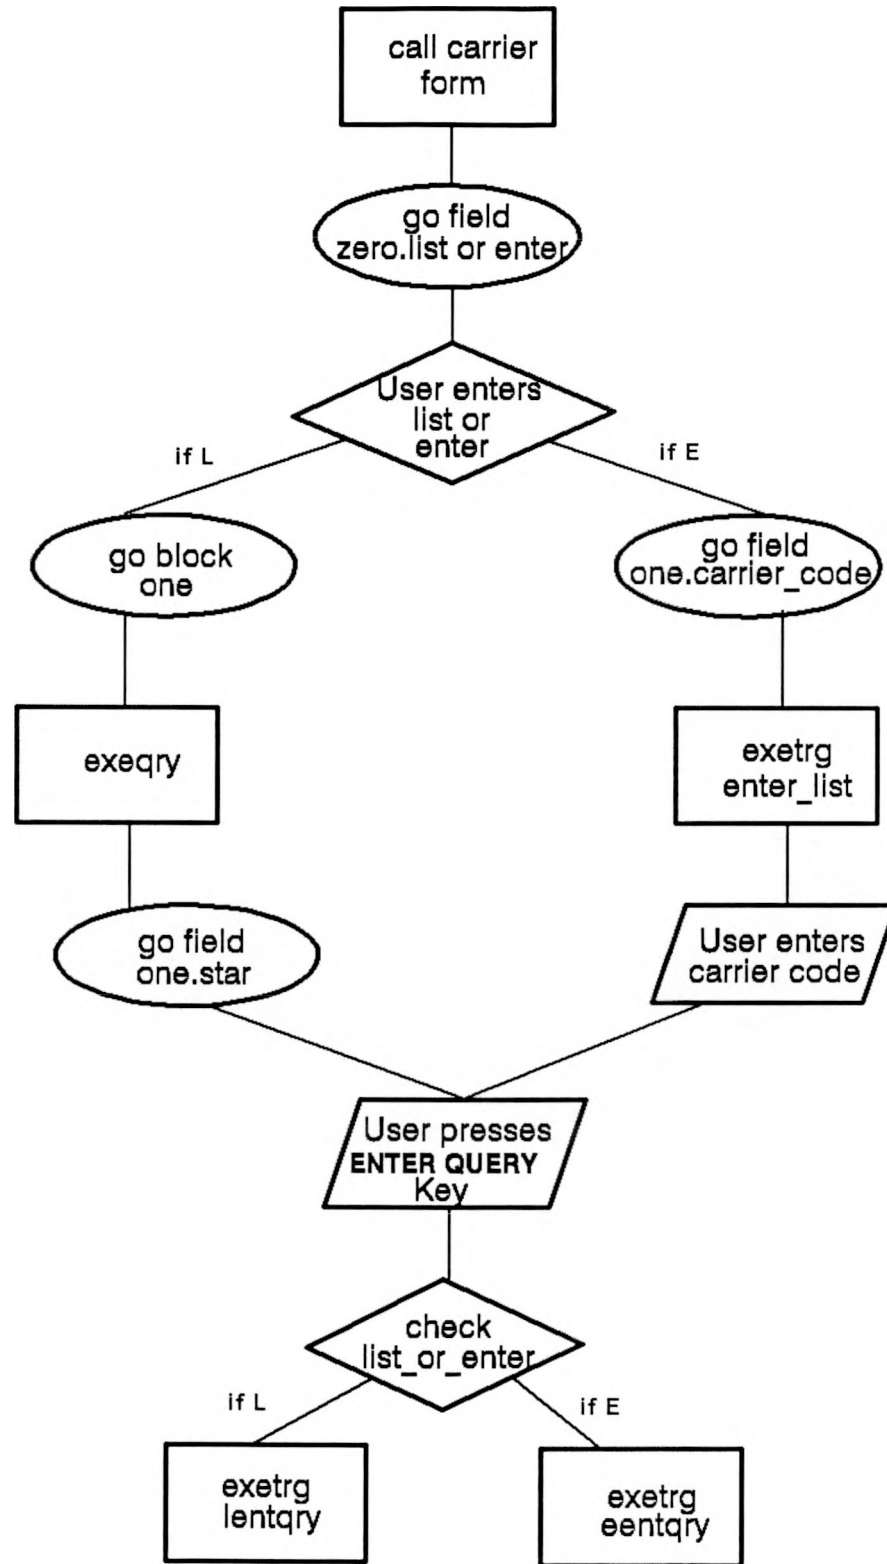 call carrier
form
go field
zero.list or enter
User enters
list or
enter
if L
if E
go block
one
go field
one.carrier_code
exeqry
exetrg
enter_list
go field
one.star
User enters
carrier code
User presses
ENTER QUERY
Key
check
list_or_enter
if L
if E
exetrg
lentqry
exetrg
eentqry